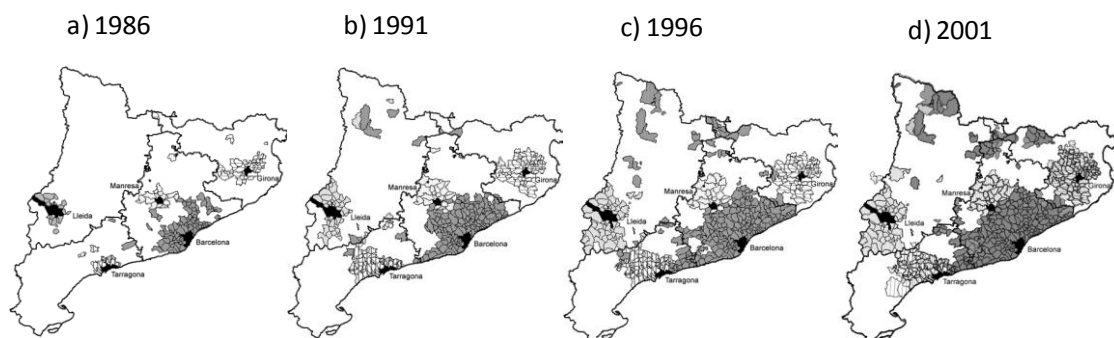 a) 1986
b) 1991
c) 1996
d) 2001
Manresa
Girona
Lleida
Barcelona
Tarragona
Manresa
Girona
Lleida
Barcelona
Tarragona
Manresa
Girona
Lleida
Barcelona
Tarragona
Manresa
Girona
Lleida
Barcelona
Tarragona